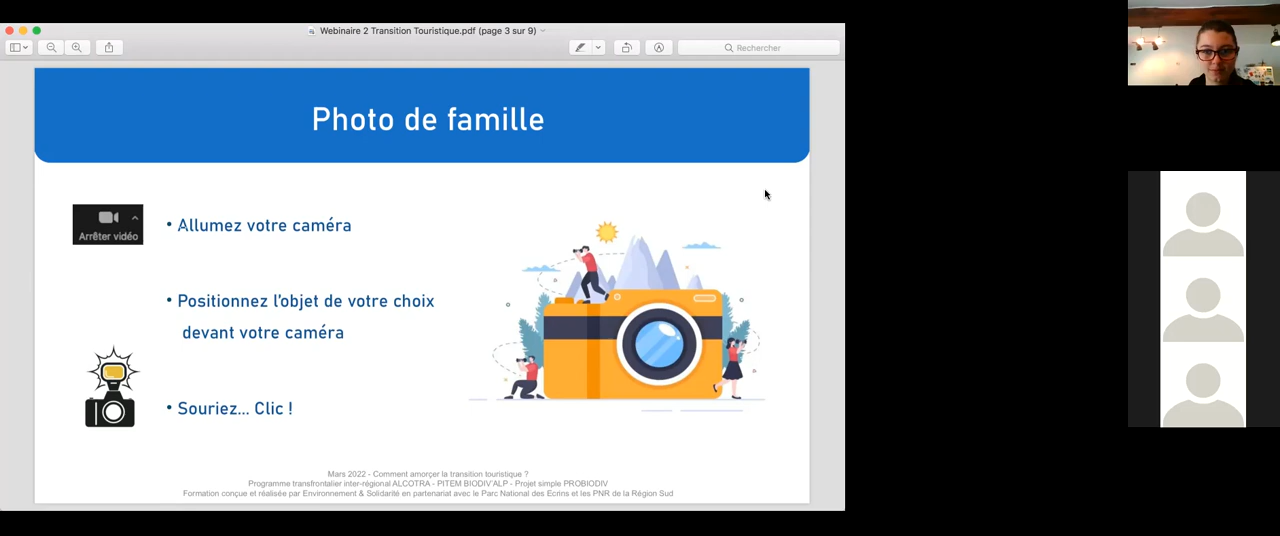 Webinaire 2 Transition Touristique.pdf (page 3 sur 9)
Rechercher
Photo de famille
Arrêter vidéo
• Allumez votre caméra
• Positionnez l'objet de votre choix
devant votre caméra
• Souriez... Clic !
Mars 2022 - Comment amorçer la transition touristique ?
Programme transfrontalier inter-régional ALCOTRA - PITEM BIODIV'ALP - Projet simple PROBIODIV
Formation conçue et réalisée par Environnement & Solidarité en partenariat avec le Parc National des Ecrins et les PNR de la Région Sud